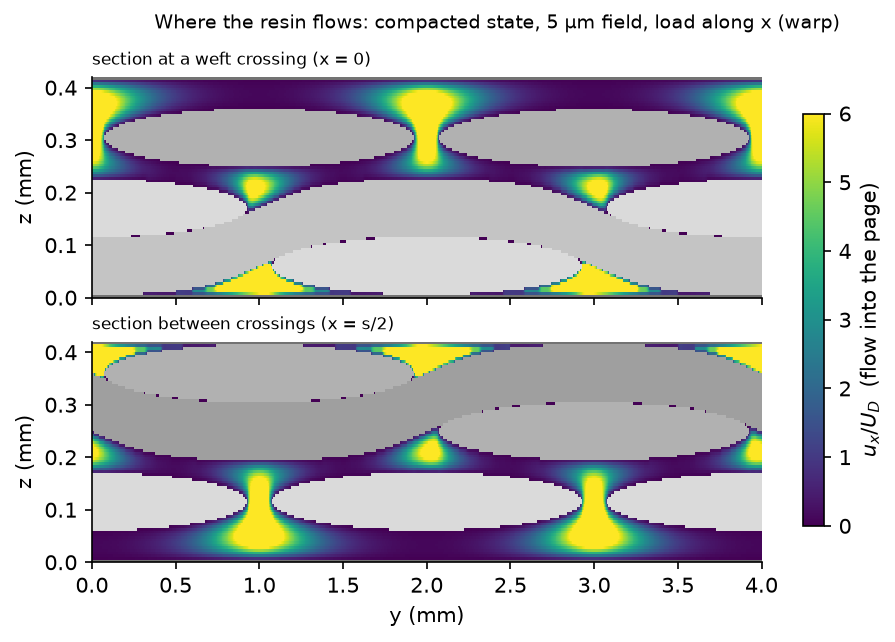 Where the resin flows: compacted state, 5 µm field, load along x (warp)
section at a weft crossing (x = 0)
0.4
0.3
0.2
0.1
0.0
z (mm)
section between crossings (x = s/2)
0.4
0.3
0.2
0.1
0.0
z (mm)
0.0 0.5 1.0 1.5 2.0 2.5 3.0 3.5 4.0
y (mm)
6
5
4
3
2
1
0
u_x/U_D (flow into the page)